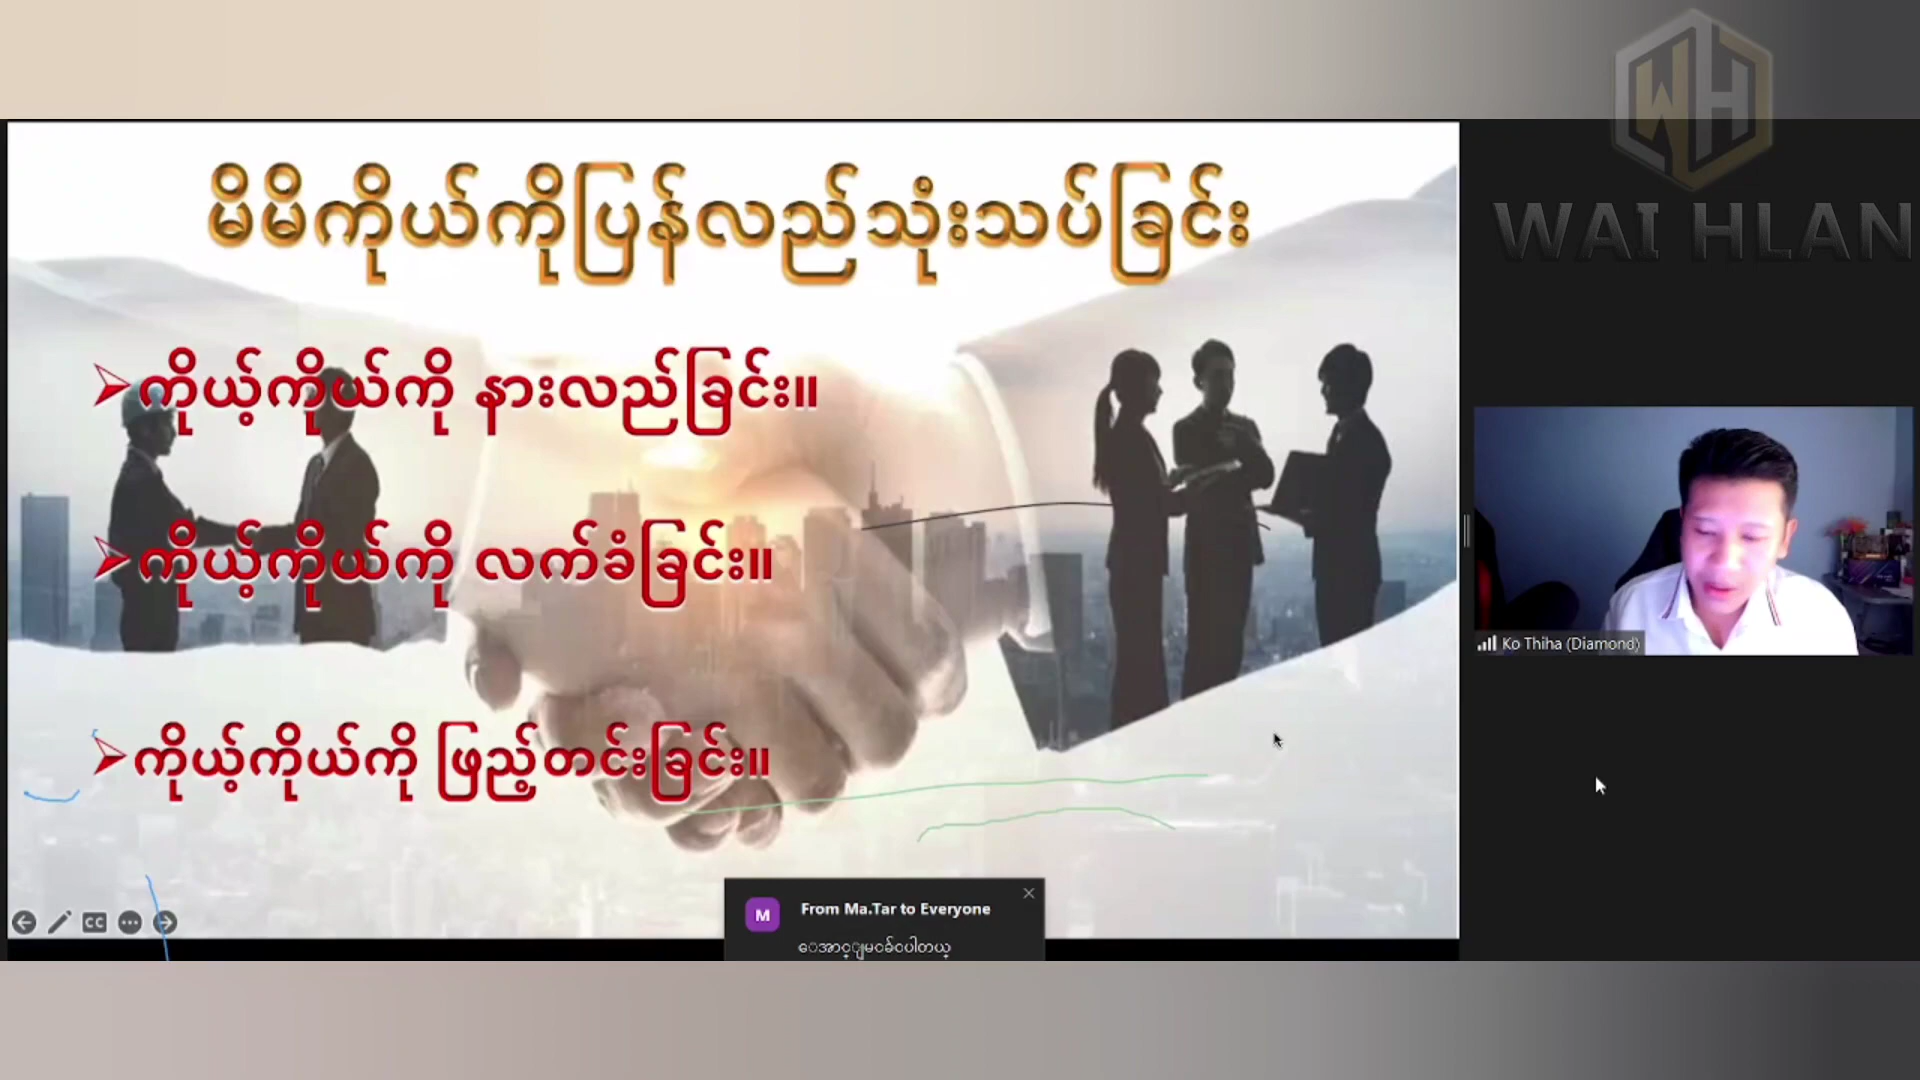 WH
WAI HLAN
မိမိကိုယ်ကိုပြန်လည်သုံးသပ်ခြင်း
ကိုယ့်ကိုယ်ကို နားလည်ခြင်း။
ကိုယ့်ကိုယ်ကို လက်ခံခြင်း။
ကိုယ့်ကိုယ်ကို ဖြည့်တင်းခြင်း။
Ko Thiha (Diamond)
CC
M
From Ma.Tar to Everyone